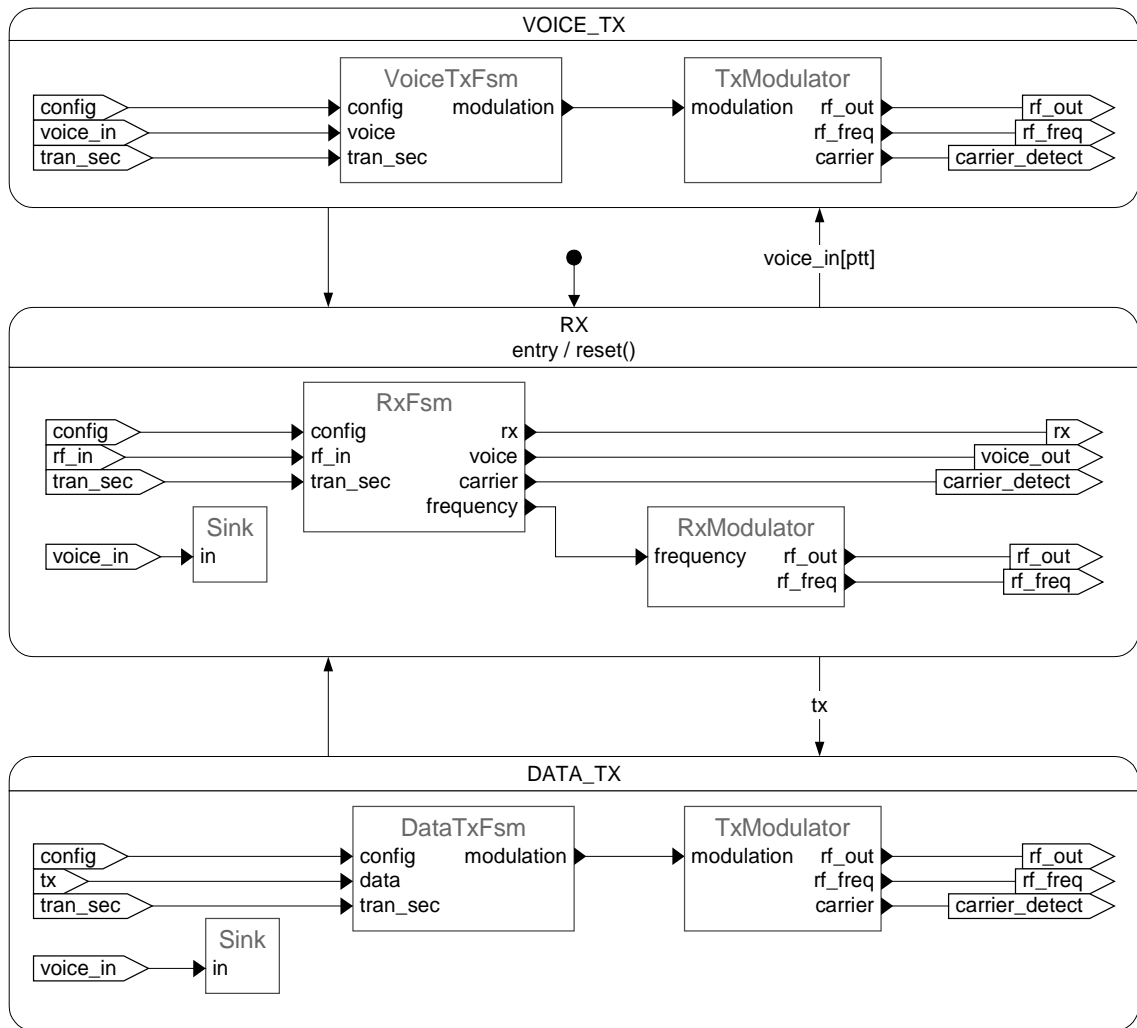 VOICE_TX
VoiceTxFsm
TxModulator
config
config
modulation
modulation
rf_out
rf_out
voice_in
voice
rf_freq
rf_freq
tran_sec
tran_sec
carrier
carrier_detect
voice_in[ptt]
RX
entry / reset()
RxFsm
config
config
rx
rx
rf_in
rf_in
voice
voice_out
tran_sec
tran_sec
carrier
carrier_detect
frequency
Sink
RxModulator
voice_in
in
frequency
rf_out
rf_out
rf_freq
rf_freq
tx
DATA_TX
DataTxFsm
TxModulator
config
config
modulation
modulation
rf_out
rf_out
tx
data
rf_freq
rf_freq
tran_sec
tran_sec
carrier
carrier_detect
Sink
voice_in
in